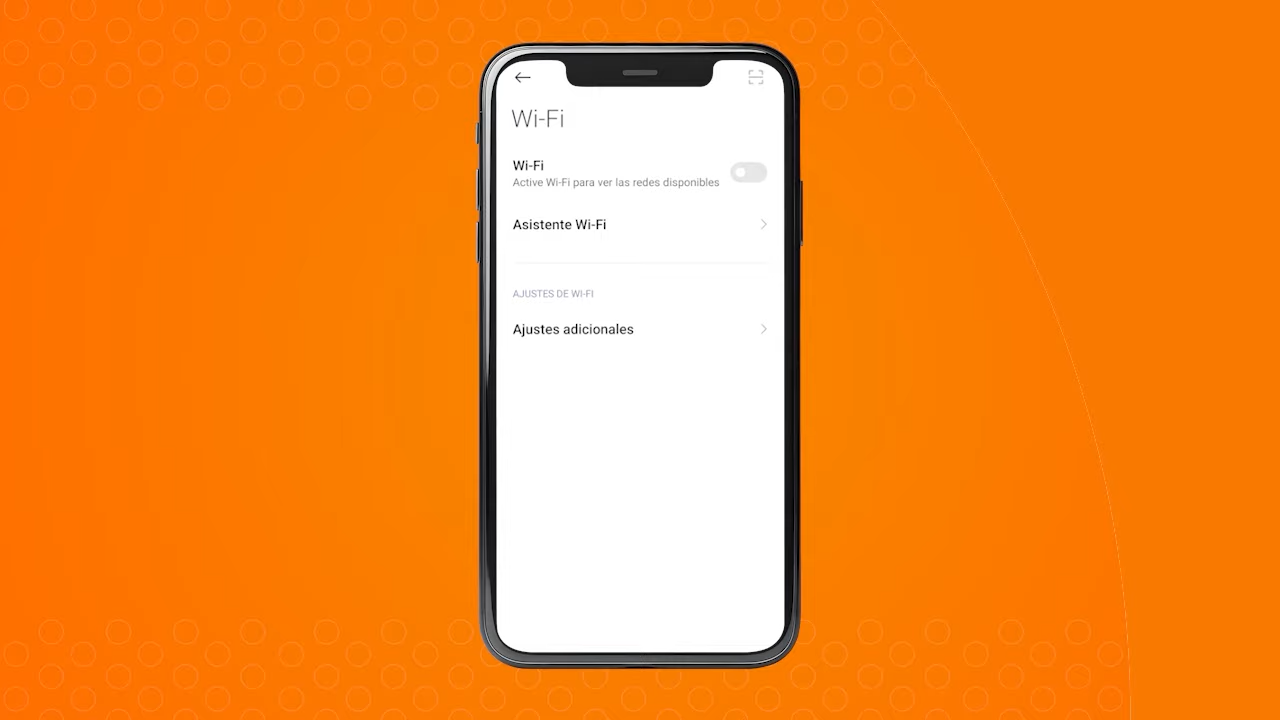 Wi-Fi
Wi-Fi
Active Wi-Fi para ver las redes disponibles
Asistente Wi-Fi
AJUSTES DE WI-FI
Ajustes adicionales